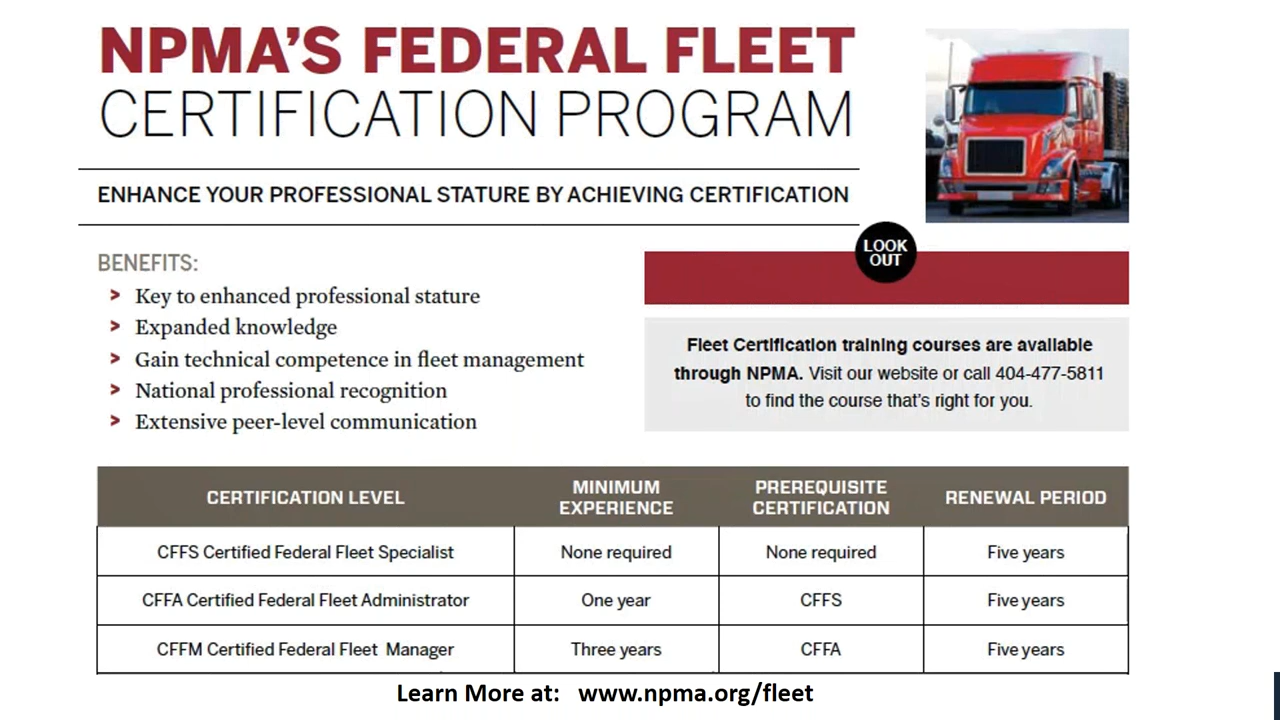 NPMA'S FEDERAL FLEET
CERTIFICATION PROGRAM
ENHANCE YOUR PROFESSIONAL STATURE BY ACHIEVING CERTIFICATION
LOOK
OUT
BENEFITS:
> Key to enhanced professional stature
> Expanded knowledge
> Gain technical competence in fleet management
> National professional recognition
> Extensive peer-level communication
Fleet Certification training courses are available
through NPMA. Visit our website or call 404-477-5811
to find the course that's right for you.
CERTIFICATION LEVEL MINIMUM EXPERIENCE PREREQUISITE CERTIFICATION RENEWAL PERIOD
CFFS Certified Federal Fleet Specialist None required None required Five years
CFFA Certified Federal Fleet Administrator One year CFFS Five years
CFFM Certified Federal Fleet Manager Three years CFFA Five years
Learn More at: www.npma.org/fleet